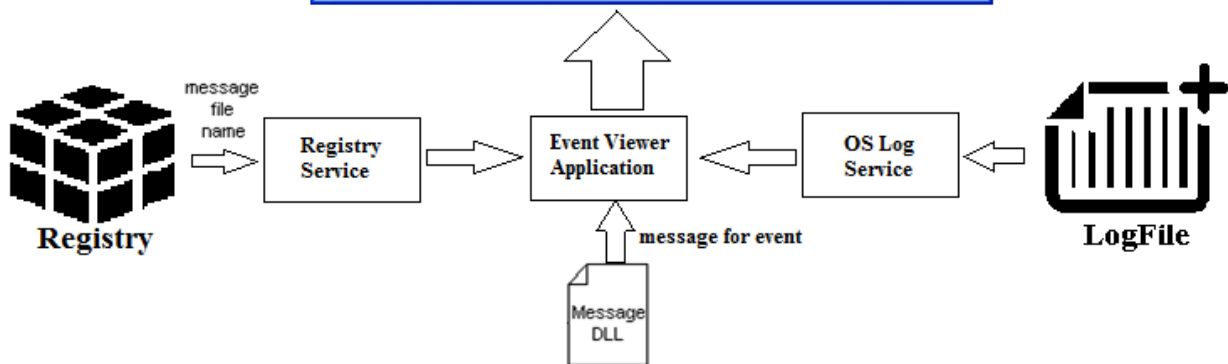 message
file
name
Registry
Service
Event Viewer
Application
OS Log
Service
Registry
message for event
LogFile
Message
DLL